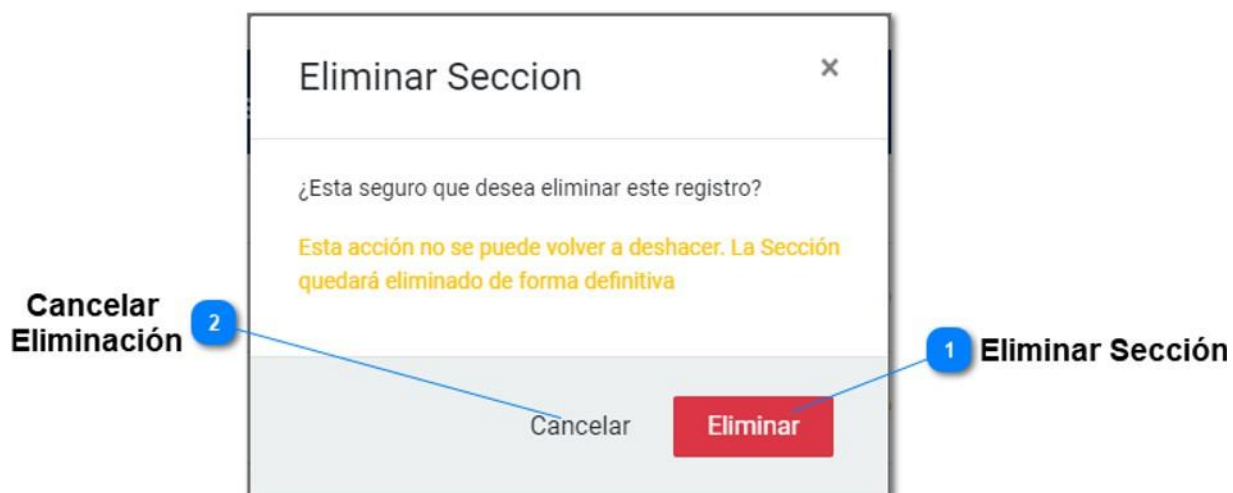 Eliminar Seccion
×
¿Esta seguro que desea eliminar este registro?
Esta acción no se puede volver a deshacer. La Sección
quedará eliminado de forma definitiva
Cancelar
Eliminación
2
1
Eliminar Sección
Cancelar
Eliminar